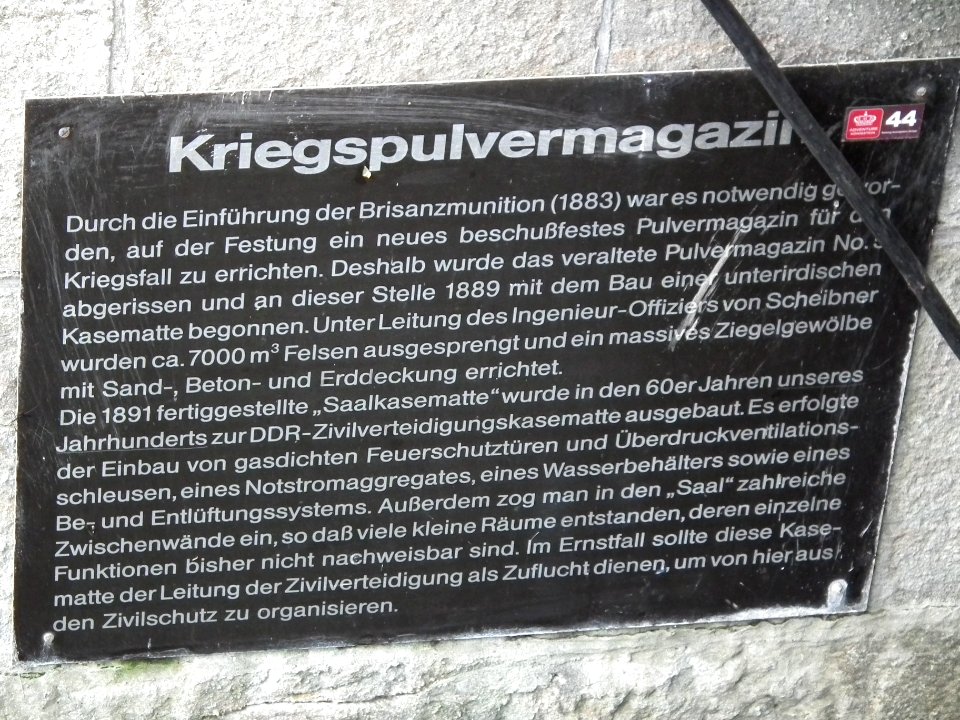 Kriegspulvermagazin
ADVENTURE
44
Durch die Einführung der Brisanzmunition (1883) war es notwendig gewor-
den, auf der Festung ein neues beschußfestes Pulvermagazin für den
Kriegsfall zu errichten. Deshalb wurde das veraltete Pulvermagazin No.
abgerissen und an dieser Stelle 1889 mit dem Bau einer unterirdischen
Kasematte begonnen. Unter Leitung des Ingenieur-Offiziers von Scheibner
wurden ca. 7000 m³ Felsen ausgesprengt und ein massives Ziegelgewölbe
mit Sand-, Beton- und Erddeckung errichtet.
Die 1891 fertiggestellte „Saalkasematte“ wurde in den 60er Jahren unseres
Jahrhunderts zur DDR-Zivilverteidigungskasematte ausgebaut. Es erfolgte
der Einbau von gasdichten Feuerschutztüren und Überdruckventilations-
schleusen, eines Notstromaggregates, eines Wasserbehälters sowie eines
Be- und Entlüftungssystems. Außerdem zog man in den „Saal“ zahlreiche
Zwischenwände ein, so daß viele kleine Räume entstanden, deren einzelne
Funktionen bisher nicht nachweisbar sind. Im Ernstfall sollte diese Kase-
matte der Leitung der Zivilverteidigung als Zuflucht dienen, um von hier aus
den Zivilschutz zu organisieren.